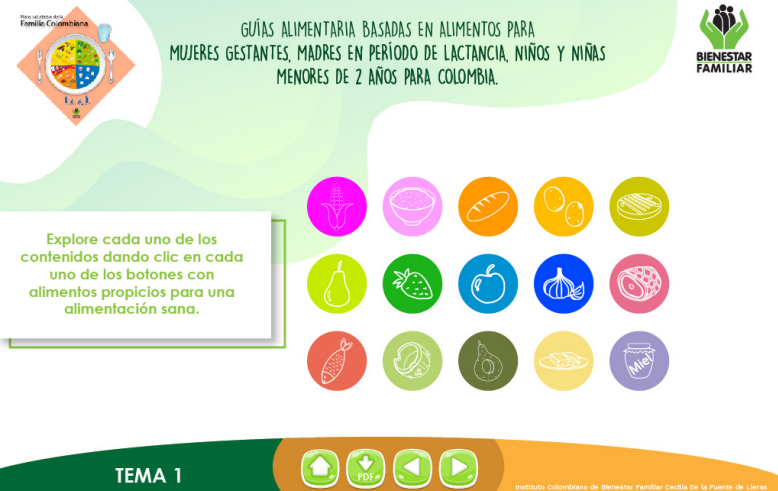 Familia Colombiana
GUÍAS ALIMENTARIA BASADAS EN ALIMENTOS PARA
MUJERES GESTANTES, MADRES EN PERÍODO DE LACTANCIA, NIÑOS Y NIÑAS
MENORES DE 2 AÑOS PARA COLOMBIA.
BIENESTAR
FAMILIAR
Explore cada uno de los
contenidos dando clic en cada
uno de los botones con
alimentos propicios para una
alimentación sana.
Miel
TEMA 1
PDF
Instituto Colombiano de Bienestar Familiar Cecilia De la Fuente de Lleras